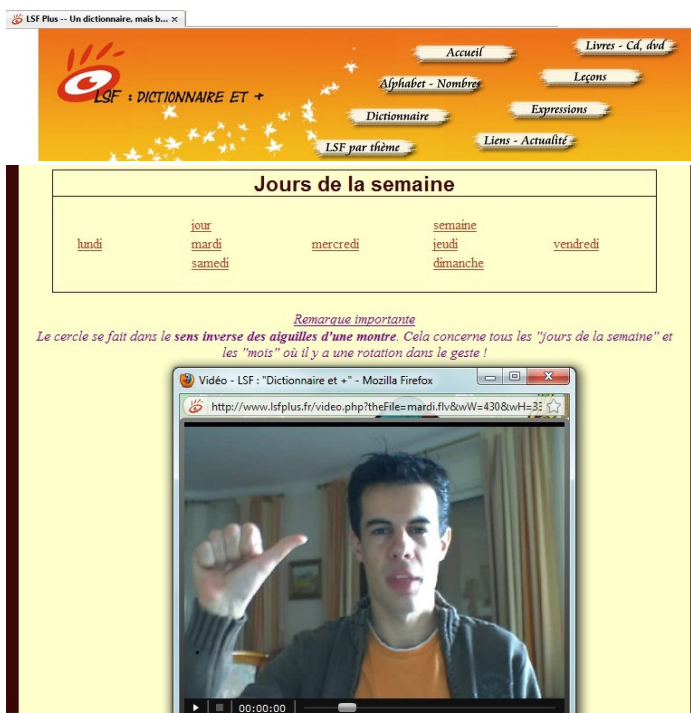 LSF Plus -- Un dictionnaire, mais b...
LSF : DICTIONNAIRE ET +
Accueil
Livres - Cd, dvd
Alphabet - Nombres
Leçons
Dictionnaire
Expressions
LSF par thème
Liens - Actualité
Jours de la semaine
jour semaine
lundi mardi mercredi jeudi vendredi
samedi dimanche
Remarque importante
Le cercle se fait dans le sens inverse des aiguilles d'une montre. Cela concerne tous les "jours de la semaine" et
les "mois" où il y a une rotation dans le geste !
Vidéo - LSF : "Dictionnaire et +" - Mozilla Firefox
http://www.lsfplus.fr/video.php?theFile=mardi.flv&wW=430&wH=33
00:00:00